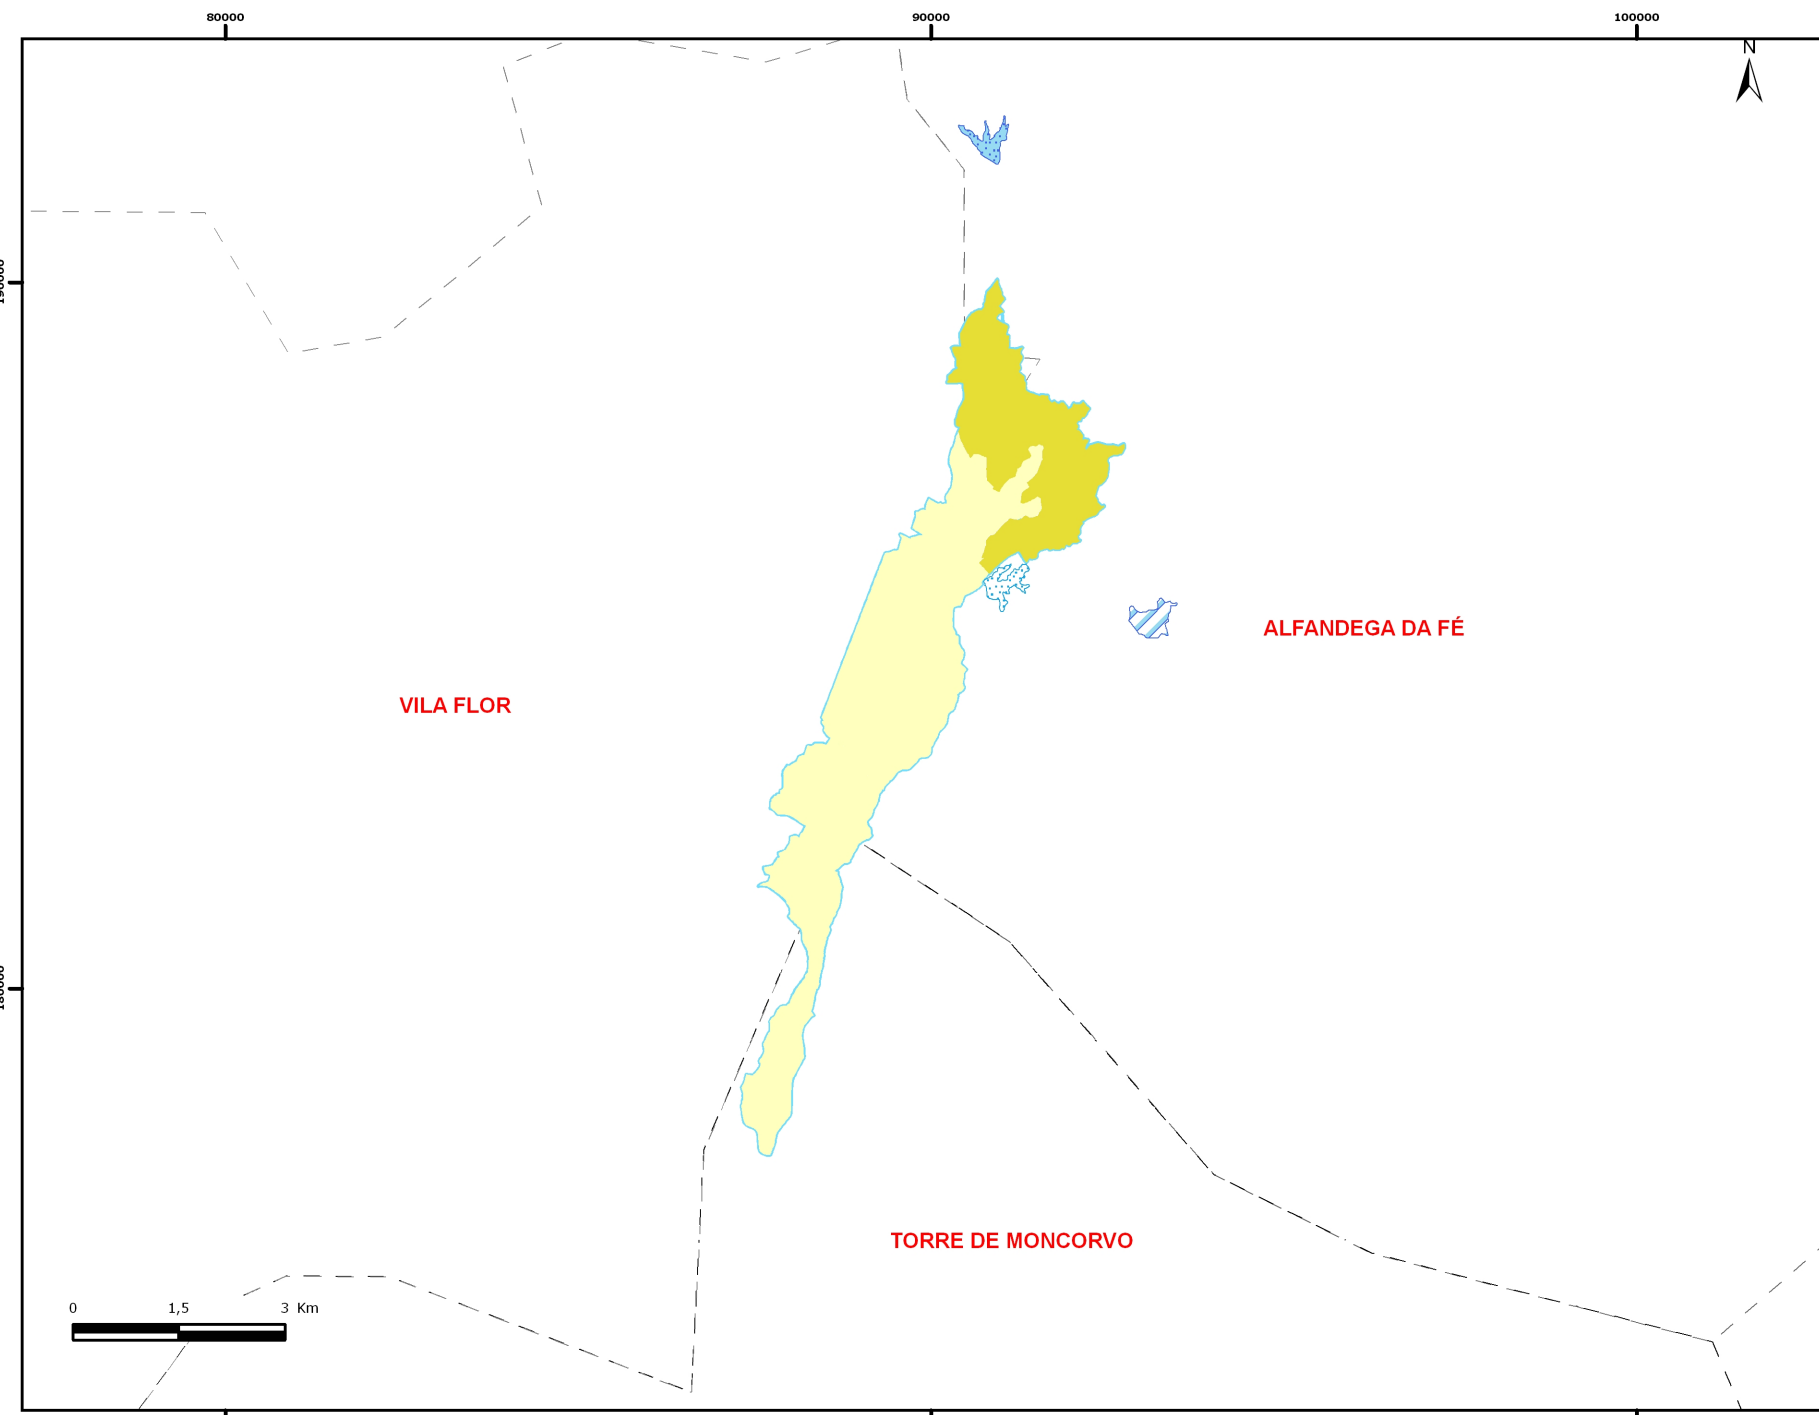 80000
90000
100000
N
ALFANDEGA DA FÉ
VILA FLOR
TORRE DE MONCORVO
0 1,5 3 Km